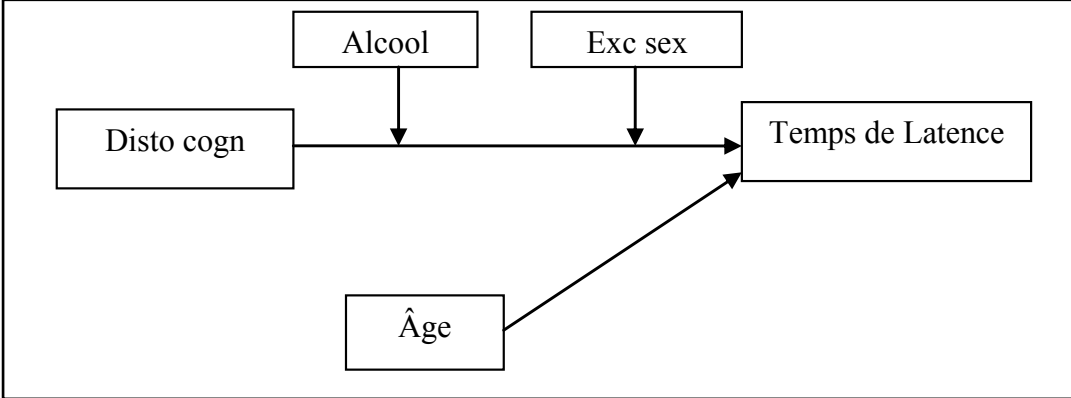 Alcool
Exc sex
Disto cogn
Temps de Latence
Âge